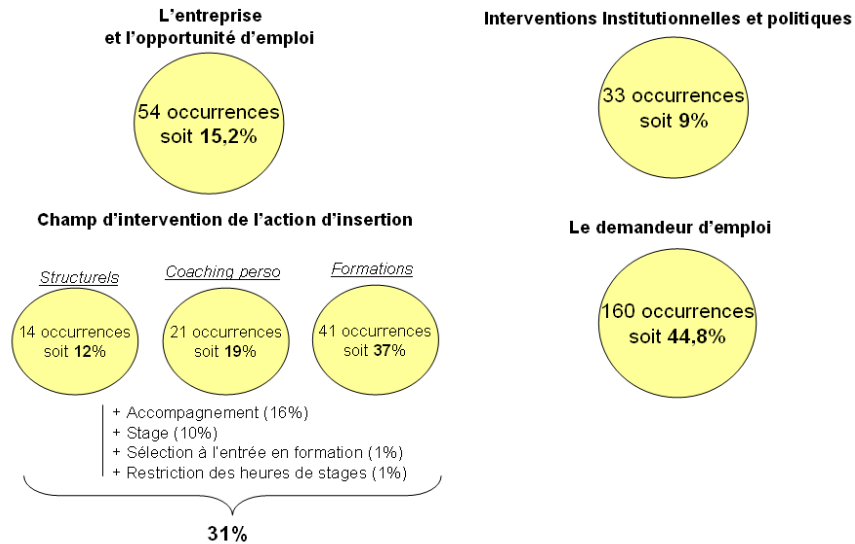 L'entreprise
et l'opportunité d'emploi
54 occurrences
soit 15,2%
Interventions Institutionnelles et politiques
33 occurrences
soit 9%
Champ d'intervention de l'action d'insertion
Structurels
14 occurrences
soit 12%
Coaching perso
21 occurrences
soit 19%
Formations
41 occurrences
soit 37%
+ Accompagnement (16%)
+ Stage (10%)
+ Sélection à l'entrée en formation (1%)
+ Restriction des heures de stages (1%)
31%
Le demandeur d'emploi
160 occurrences
soit 44,8%